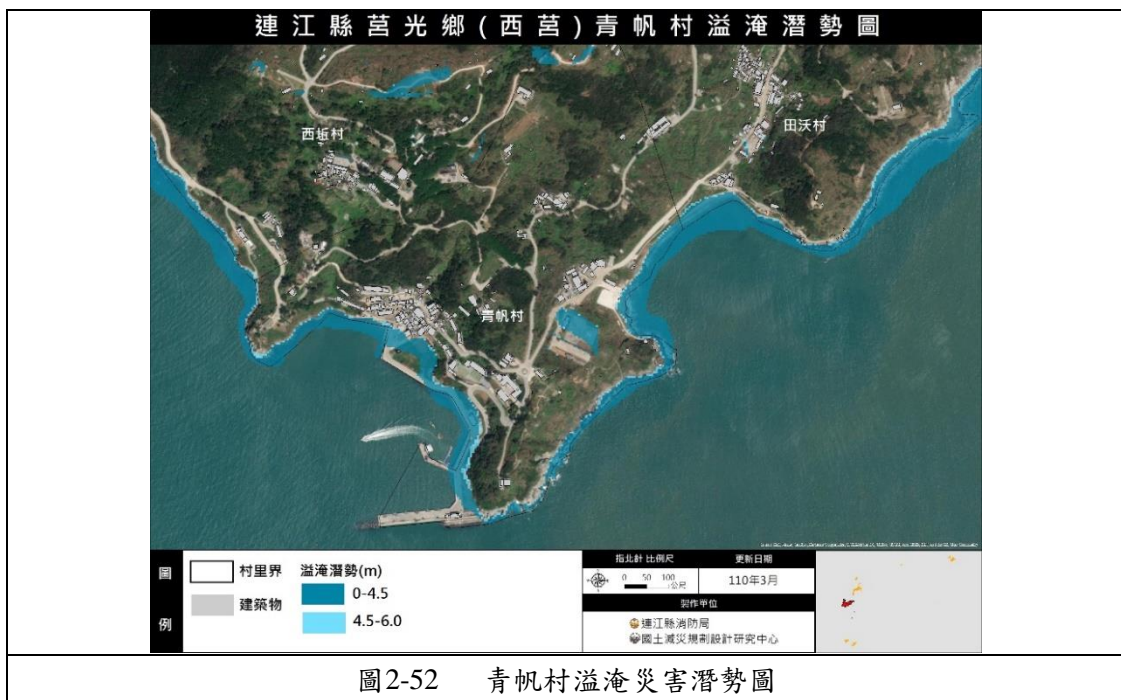 連江縣莒光鄉(西莒)青帆村溢淹潛勢圖
西坵村
田沃村
青帆村
圖例
村里界
建築物
溢淹潛勢(m)
0-4.5
4.5-6.0
指北針 比例尺
0 50 100
公尺
更新日期
110年3月
製作單位
連江縣消防局
國土減災規劃設計研究中心
圖2-52 青帆村溢淹災害潛勢圖